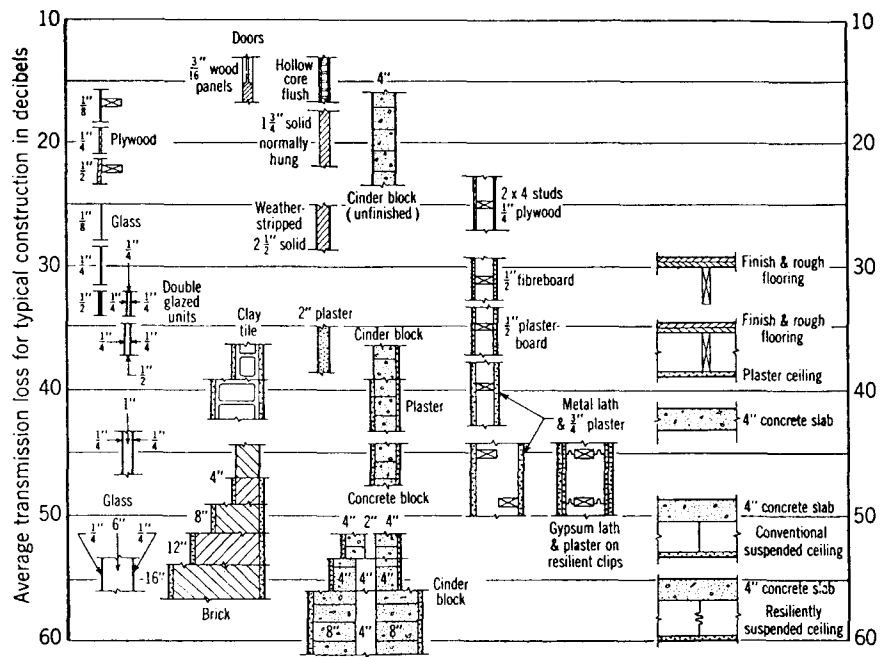 Average transmission loss for typical construction in decibels
10
20
30
40
50
60
10
20
30
40
50
60
Doors
3/16" wood
panels
Hollow
core
flush
1 3/4" solid
normally
hung
4"
Cinder block
(unfinished)
1/8"
1/4"
Plywood
1/2"
Weather-
stripped
2 1/2" solid
2 x 4 studs
1/4" plywood
1/8"
Glass
1/4"
1/2"
1/4"
1/4"
1/4"
Double
glazed
units
1/4"
1/4"
1/2"
Clay
tile
2" plaster
Cinder block
Plaster
1/2" fibreboard
1/2" plaster-
board
Metal lath
& 3/4" plaster
Finish & rough
flooring
Finish & rough
flooring
Plaster ceiling
4" concrete slab
1"
1/4"
1/4"
Glass
1/4"
6"
1/4"
4"
8"
12"
16"
Brick
Concrete block
4" 2" 4"
4" 4" 4"
8" 4" 8"
Cinder
block
Gypsum lath
& plaster on
resilient clips
4" concrete slab
Conventional
suspended ceiling
4" concrete slab
Resiliently
suspended ceiling